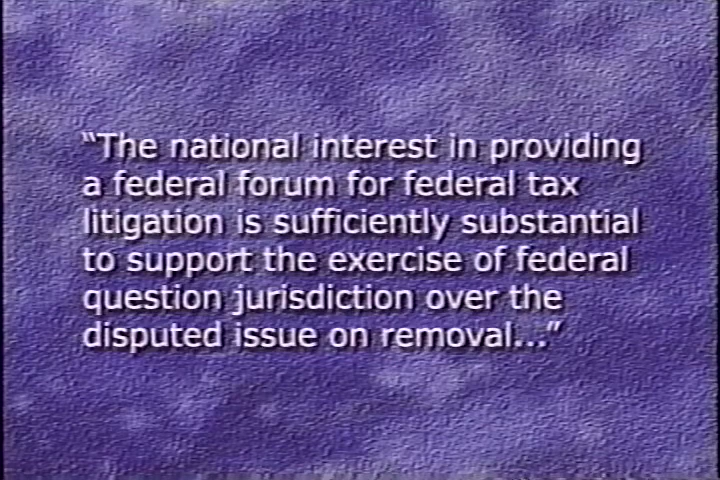 “The national interest in providing
a federal forum for federal tax
litigation is sufficiently substantial
to support the exercise of federal
question jurisdiction over the
disputed issue on removal...”